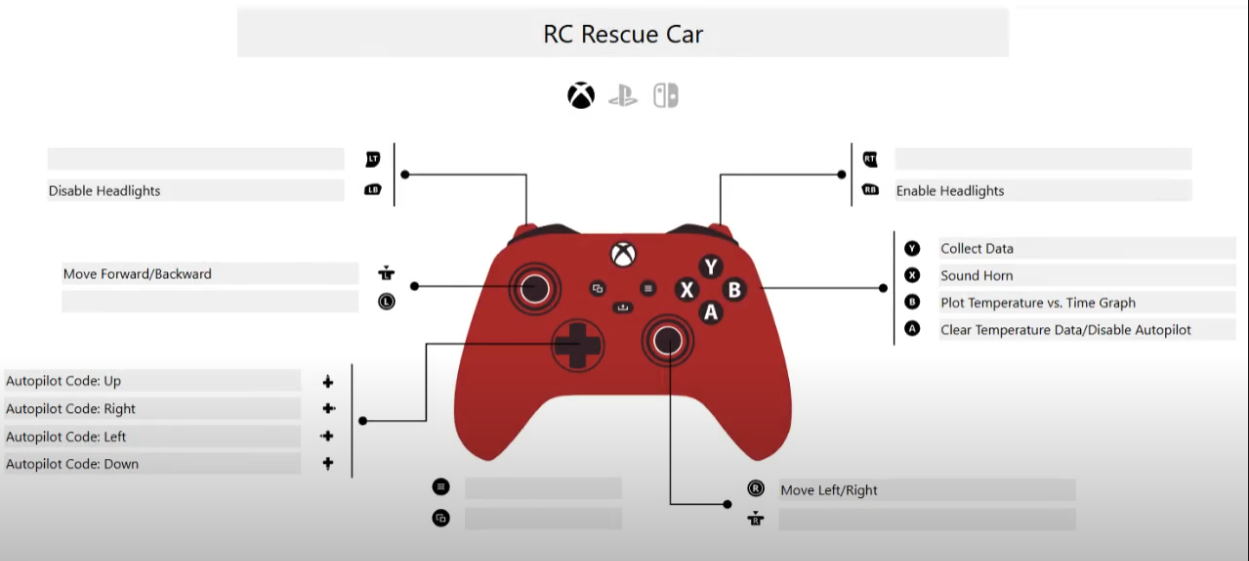 RC Rescue Car
LT
LB Disable Headlights
RT
RB Enable Headlights
Move Forward/Backward L
L
Y Collect Data
X Sound Horn
B Plot Temperature vs. Time Graph
A Clear Temperature Data/Disable Autopilot
Y
X B
A
Autopilot Code: Up
Autopilot Code: Right
Autopilot Code: Left
Autopilot Code: Down
R Move Left/Right
R